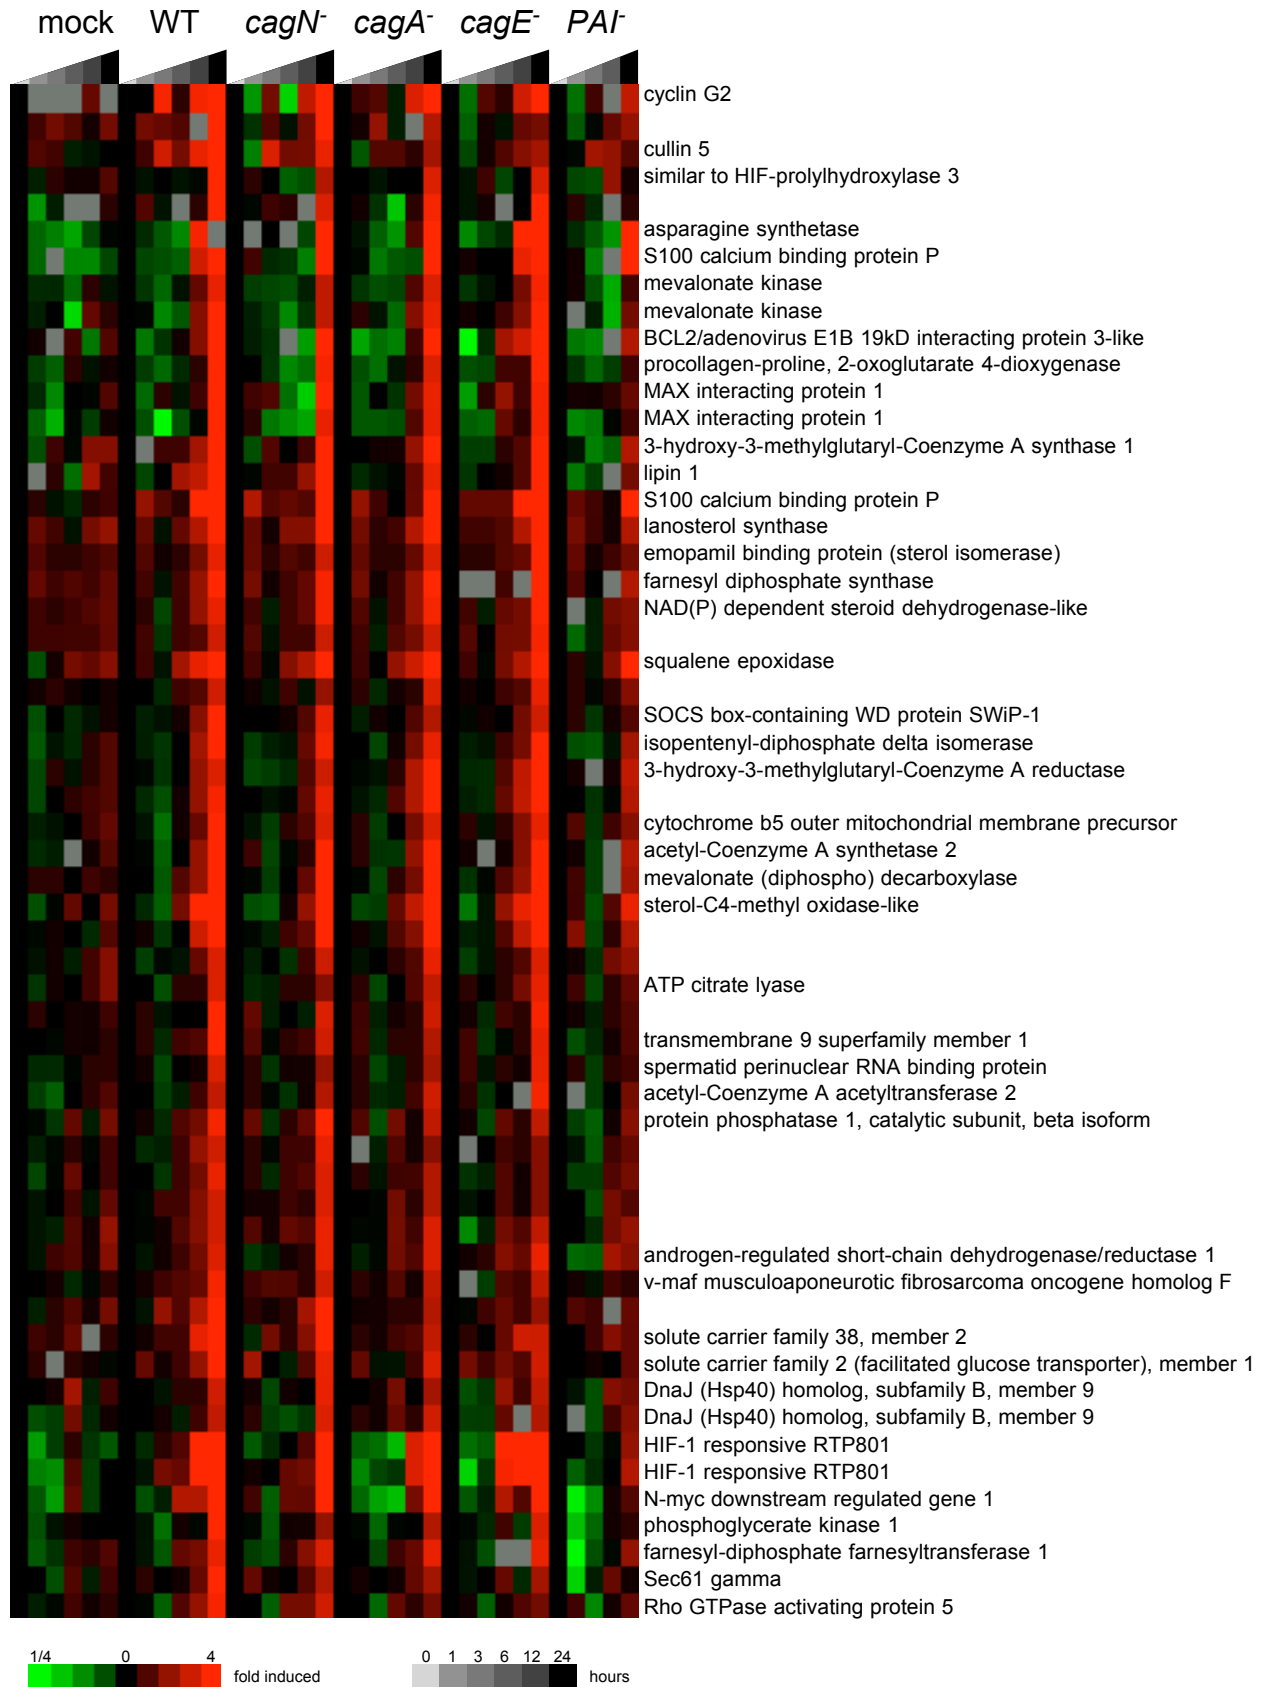 mock WT cagN- cagA- cagE- PAI-
cyclin G2
cullin 5
similar to HIF-prolylhydroxylase 3
asparagine synthetase
S100 calcium binding protein P
mevalonate kinase
mevalonate kinase
BCL2/adenovirus E1B 19kD interacting protein 3-like
procollagen-proline, 2-oxoglutarate 4-dioxygenase
MAX interacting protein 1
MAX interacting protein 1
3-hydroxy-3-methylglutaryl-Coenzyme A synthase 1
lipin 1
S100 calcium binding protein P
lanosterol synthase
emopamil binding protein (sterol isomerase)
farnesyl diphosphate synthase
NAD(P) dependent steroid dehydrogenase-like
squalene epoxidase
SOCS box-containing WD protein SWiP-1
isopentenyl-diphosphate delta isomerase
3-hydroxy-3-methylglutaryl-Coenzyme A reductase
cytochrome b5 outer mitochondrial membrane precursor
acetyl-Coenzyme A synthetase 2
mevalonate (diphospho) decarboxylase
sterol-C4-methyl oxidase-like
ATP citrate lyase
transmembrane 9 superfamily member 1
spermatid perinuclear RNA binding protein
acetyl-Coenzyme A acetyltransferase 2
protein phosphatase 1, catalytic subunit, beta isoform
androgen-regulated short-chain dehydrogenase/reductase 1
v-maf musculoaponeurotic fibrosarcoma oncogene homolog F
solute carrier family 38, member 2
solute carrier family 2 (facilitated glucose transporter), member 1
DnaJ (Hsp40) homolog, subfamily B, member 9
DnaJ (Hsp40) homolog, subfamily B, member 9
HIF-1 responsive RTP801
HIF-1 responsive RTP801
N-myc downstream regulated gene 1
phosphoglycerate kinase 1
farnesyl-diphosphate farnesyltransferase 1
Sec61 gamma
Rho GTPase activating protein 5
1/4 0 4 0 1 3 6 12 24
fold induced hours